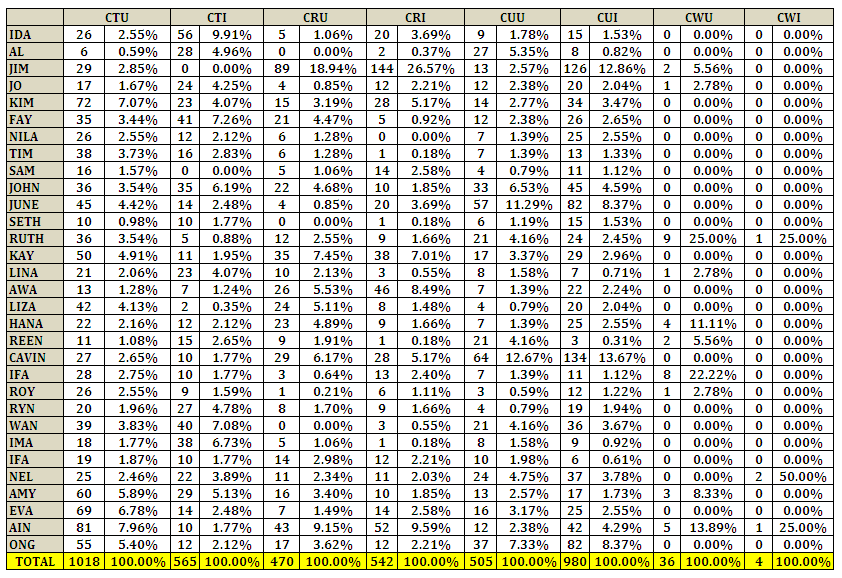 CTU CTI CRU CRI CUU CUI CWU CWI
IDA 26 2.55% 56 9.91% 5 1.06% 20 3.69% 9 1.78% 15 1.53% 0 0.00% 0 0.00%
AL 6 0.59% 28 4.96% 0 0.00% 2 0.37% 27 5.35% 8 0.82% 0 0.00% 0 0.00%
JIM 29 2.85% 0 0.00% 89 18.94% 144 26.57% 13 2.57% 126 12.86% 2 5.56% 0 0.00%
JO 17 1.67% 24 4.25% 4 0.85% 12 2.21% 12 2.38% 20 2.04% 1 2.78% 0 0.00%
KIM 72 7.07% 23 4.07% 15 3.19% 28 5.17% 14 2.77% 34 3.47% 0 0.00% 0 0.00%
FAY 35 3.44% 41 7.26% 21 4.47% 5 0.92% 12 2.38% 26 2.65% 0 0.00% 0 0.00%
NILA 26 2.55% 12 2.12% 6 1.28% 0 0.00% 7 1.39% 25 2.55% 0 0.00% 0 0.00%
TIM 38 3.73% 16 2.83% 6 1.28% 1 0.18% 7 1.39% 13 1.33% 0 0.00% 0 0.00%
SAM 16 1.57% 0 0.00% 5 1.06% 14 2.58% 4 0.79% 11 1.12% 0 0.00% 0 0.00%
JOHN 36 3.54% 35 6.19% 22 4.68% 10 1.85% 33 6.53% 45 4.59% 0 0.00% 0 0.00%
JUNE 45 4.42% 14 2.48% 4 0.85% 20 3.69% 57 11.29% 82 8.37% 0 0.00% 0 0.00%
SETH 10 0.98% 10 1.77% 0 0.00% 1 0.18% 6 1.19% 15 1.53% 0 0.00% 0 0.00%
RUTH 36 3.54% 5 0.88% 12 2.55% 9 1.66% 21 4.16% 24 2.45% 9 25.00% 1 25.00%
KAY 50 4.91% 11 1.95% 35 7.45% 38 7.01% 17 3.37% 29 2.96% 0 0.00% 0 0.00%
LINA 21 2.06% 23 4.07% 10 2.13% 3 0.55% 8 1.58% 7 0.71% 1 2.78% 0 0.00%
AWA 13 1.28% 7 1.24% 26 5.53% 46 8.49% 7 1.39% 22 2.24% 0 0.00% 0 0.00%
LIZA 42 4.13% 2 0.35% 24 5.11% 8 1.48% 4 0.79% 20 2.04% 0 0.00% 0 0.00%
HANA 22 2.16% 12 2.12% 23 4.89% 9 1.66% 7 1.39% 25 2.55% 4 11.11% 0 0.00%
REEN 11 1.08% 15 2.65% 9 1.91% 1 0.18% 21 4.16% 3 0.31% 2 5.56% 0 0.00%
CAVIN 27 2.65% 10 1.77% 29 6.17% 28 5.17% 64 12.67% 134 13.67% 0 0.00% 0 0.00%
IFA 28 2.75% 10 1.77% 3 0.64% 13 2.40% 7 1.39% 11 1.12% 8 22.22% 0 0.00%
ROY 26 2.55% 9 1.59% 1 0.21% 6 1.11% 3 0.59% 12 1.22% 1 2.78% 0 0.00%
RYN 20 1.96% 27 4.78% 8 1.70% 9 1.66% 4 0.79% 19 1.94% 0 0.00% 0 0.00%
WAN 39 3.83% 40 7.08% 0 0.00% 3 0.55% 21 4.16% 36 3.67% 0 0.00% 0 0.00%
IMA 18 1.77% 38 6.73% 5 1.06% 1 0.18% 8 1.58% 9 0.92% 0 0.00% 0 0.00%
IFA 19 1.87% 10 1.77% 14 2.98% 12 2.21% 10 1.98% 6 0.61% 0 0.00% 0 0.00%
NEL 25 2.46% 22 3.89% 11 2.34% 11 2.03% 24 4.75% 37 3.78% 0 0.00% 2 50.00%
AMY 60 5.89% 29 5.13% 16 3.40% 10 1.85% 13 2.57% 17 1.73% 3 8.33% 0 0.00%
EVA 69 6.78% 14 2.48% 7 1.49% 14 2.58% 16 3.17% 25 2.55% 0 0.00% 0 0.00%
AIN 81 7.96% 10 1.77% 43 9.15% 52 9.59% 12 2.38% 42 4.29% 5 13.89% 1 25.00%
ONG 55 5.40% 12 2.12% 17 3.62% 12 2.21% 37 7.33% 82 8.37% 0 0.00% 0 0.00%
TOTAL 1018 100.00% 565 100.00% 470 100.00% 542 100.00% 505 100.00% 980 100.00% 36 100.00% 4 100.00%